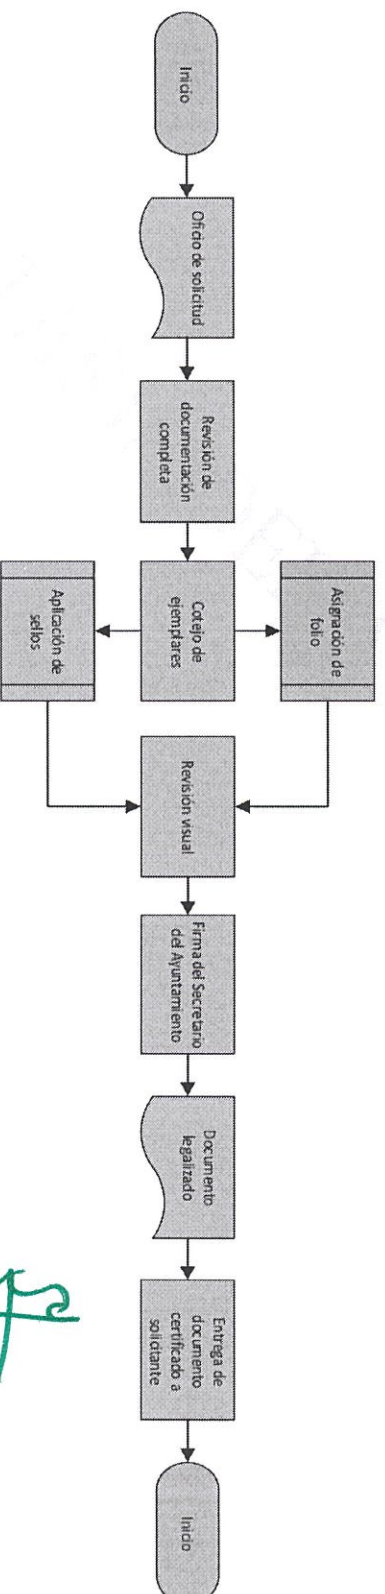 Inicio
Oficio de solicitud
Revisión de
documentación
completa
Cotejo de
ejemplares
Asignación de
folio
Aplicación de
sellos
Revisión visual
Firma del Secretario
del Ayuntamiento
Documento
legalizado
Entrega de
documento
certificado a
solicitante
Inicio